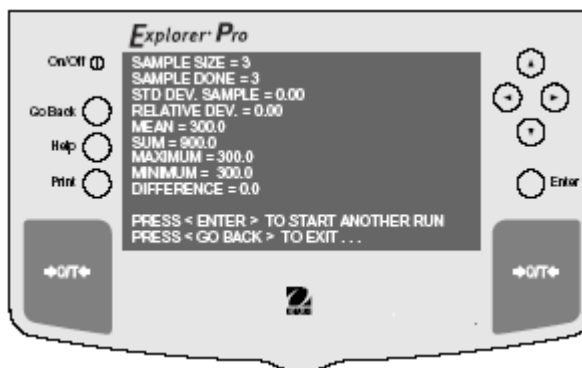 Explorer Pro
On/Off
Go Back
Help
Print
SAMPLE SIZE = 3
SAMPLE DONE = 3
STD DEV. SAMPLE = 0.00
RELATIVE DEV. = 0.00
MEAN = 300.0
SUM = 900.0
MAXIMUM = 300.0
MINIMUM = 300.0
DIFFERENCE = 0.0
PRESS < ENTER > TO START ANOTHER RUN
PRESS < GO BACK > TO EXIT . . .
Enter
→O/T←
→O/T←